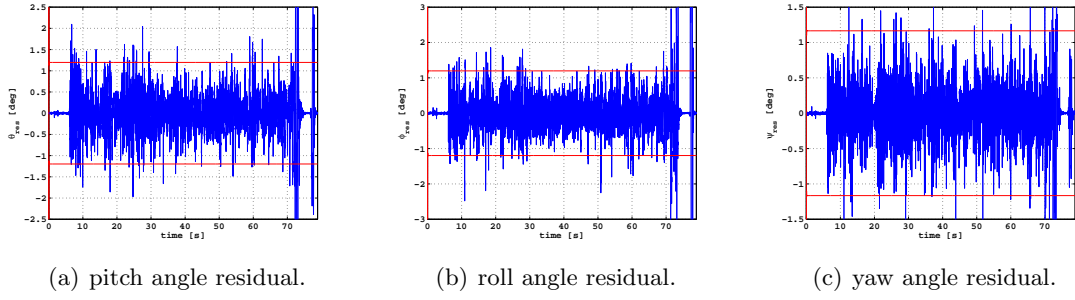 2.5
2
1.5
1
0.5
0
-0.5
-1
-1.5
-2
-2.5
θres [deg]
0 10 20 30 40 50 60 70
time [s]
(a) pitch angle residual.
3
2
1
0
-1
-2
-3
ϕres [deg]
0 10 20 30 40 50 60 70
time [s]
(b) roll angle residual.
1.5
1
0.5
0
-0.5
-1
-1.5
Ψres [deg]
0 10 20 30 40 50 60 70
time [s]
(c) yaw angle residual.